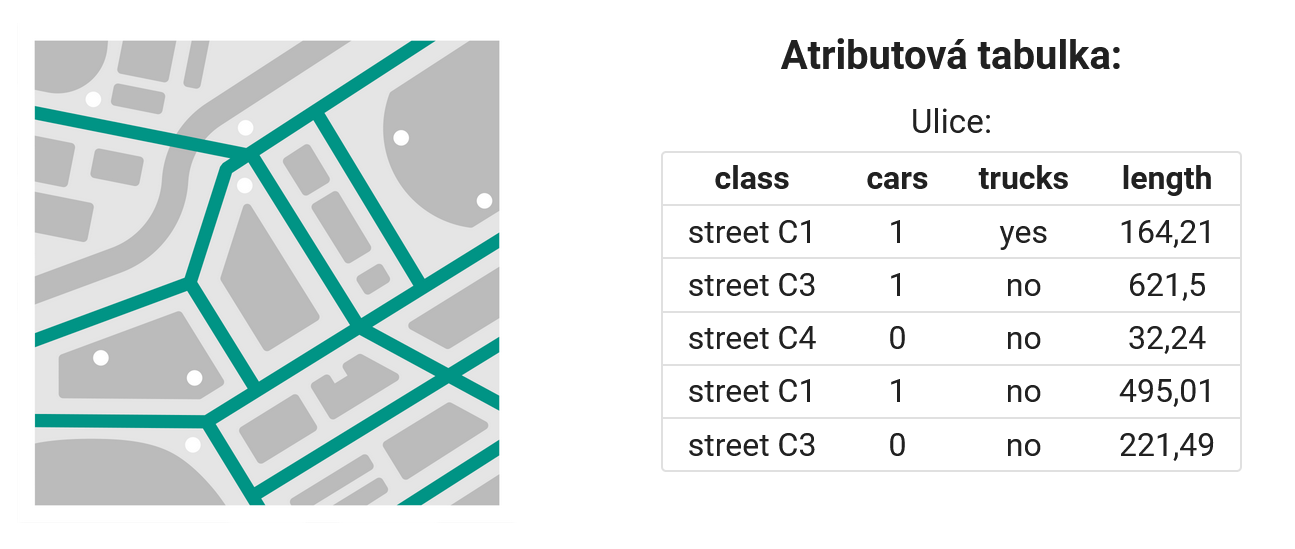 Atributová tabulka:
Ulice:
class cars trucks length
street C1 1 yes 164,21
street C3 1 no 621,5
street C4 0 no 32,24
street C1 1 no 495,01
street C3 0 no 221,49